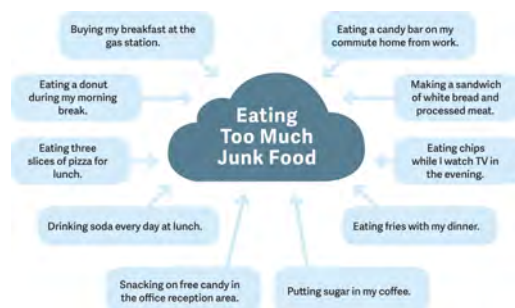 Buying my breakfast at the
gas station.
Eating a candy bar on my
commute home from work.
Eating a donut
during my morning
break.
Eating
Too Much
Junk Food
Making a sandwich
of white bread and
processed meat.
Eating three
slices of pizza for
lunch.
Eating chips
while I watch TV in
the evening.
Drinking soda every day at lunch.
Eating fries with my dinner.
Snacking on free candy in
the office reception area.
Putting sugar in my coffee.